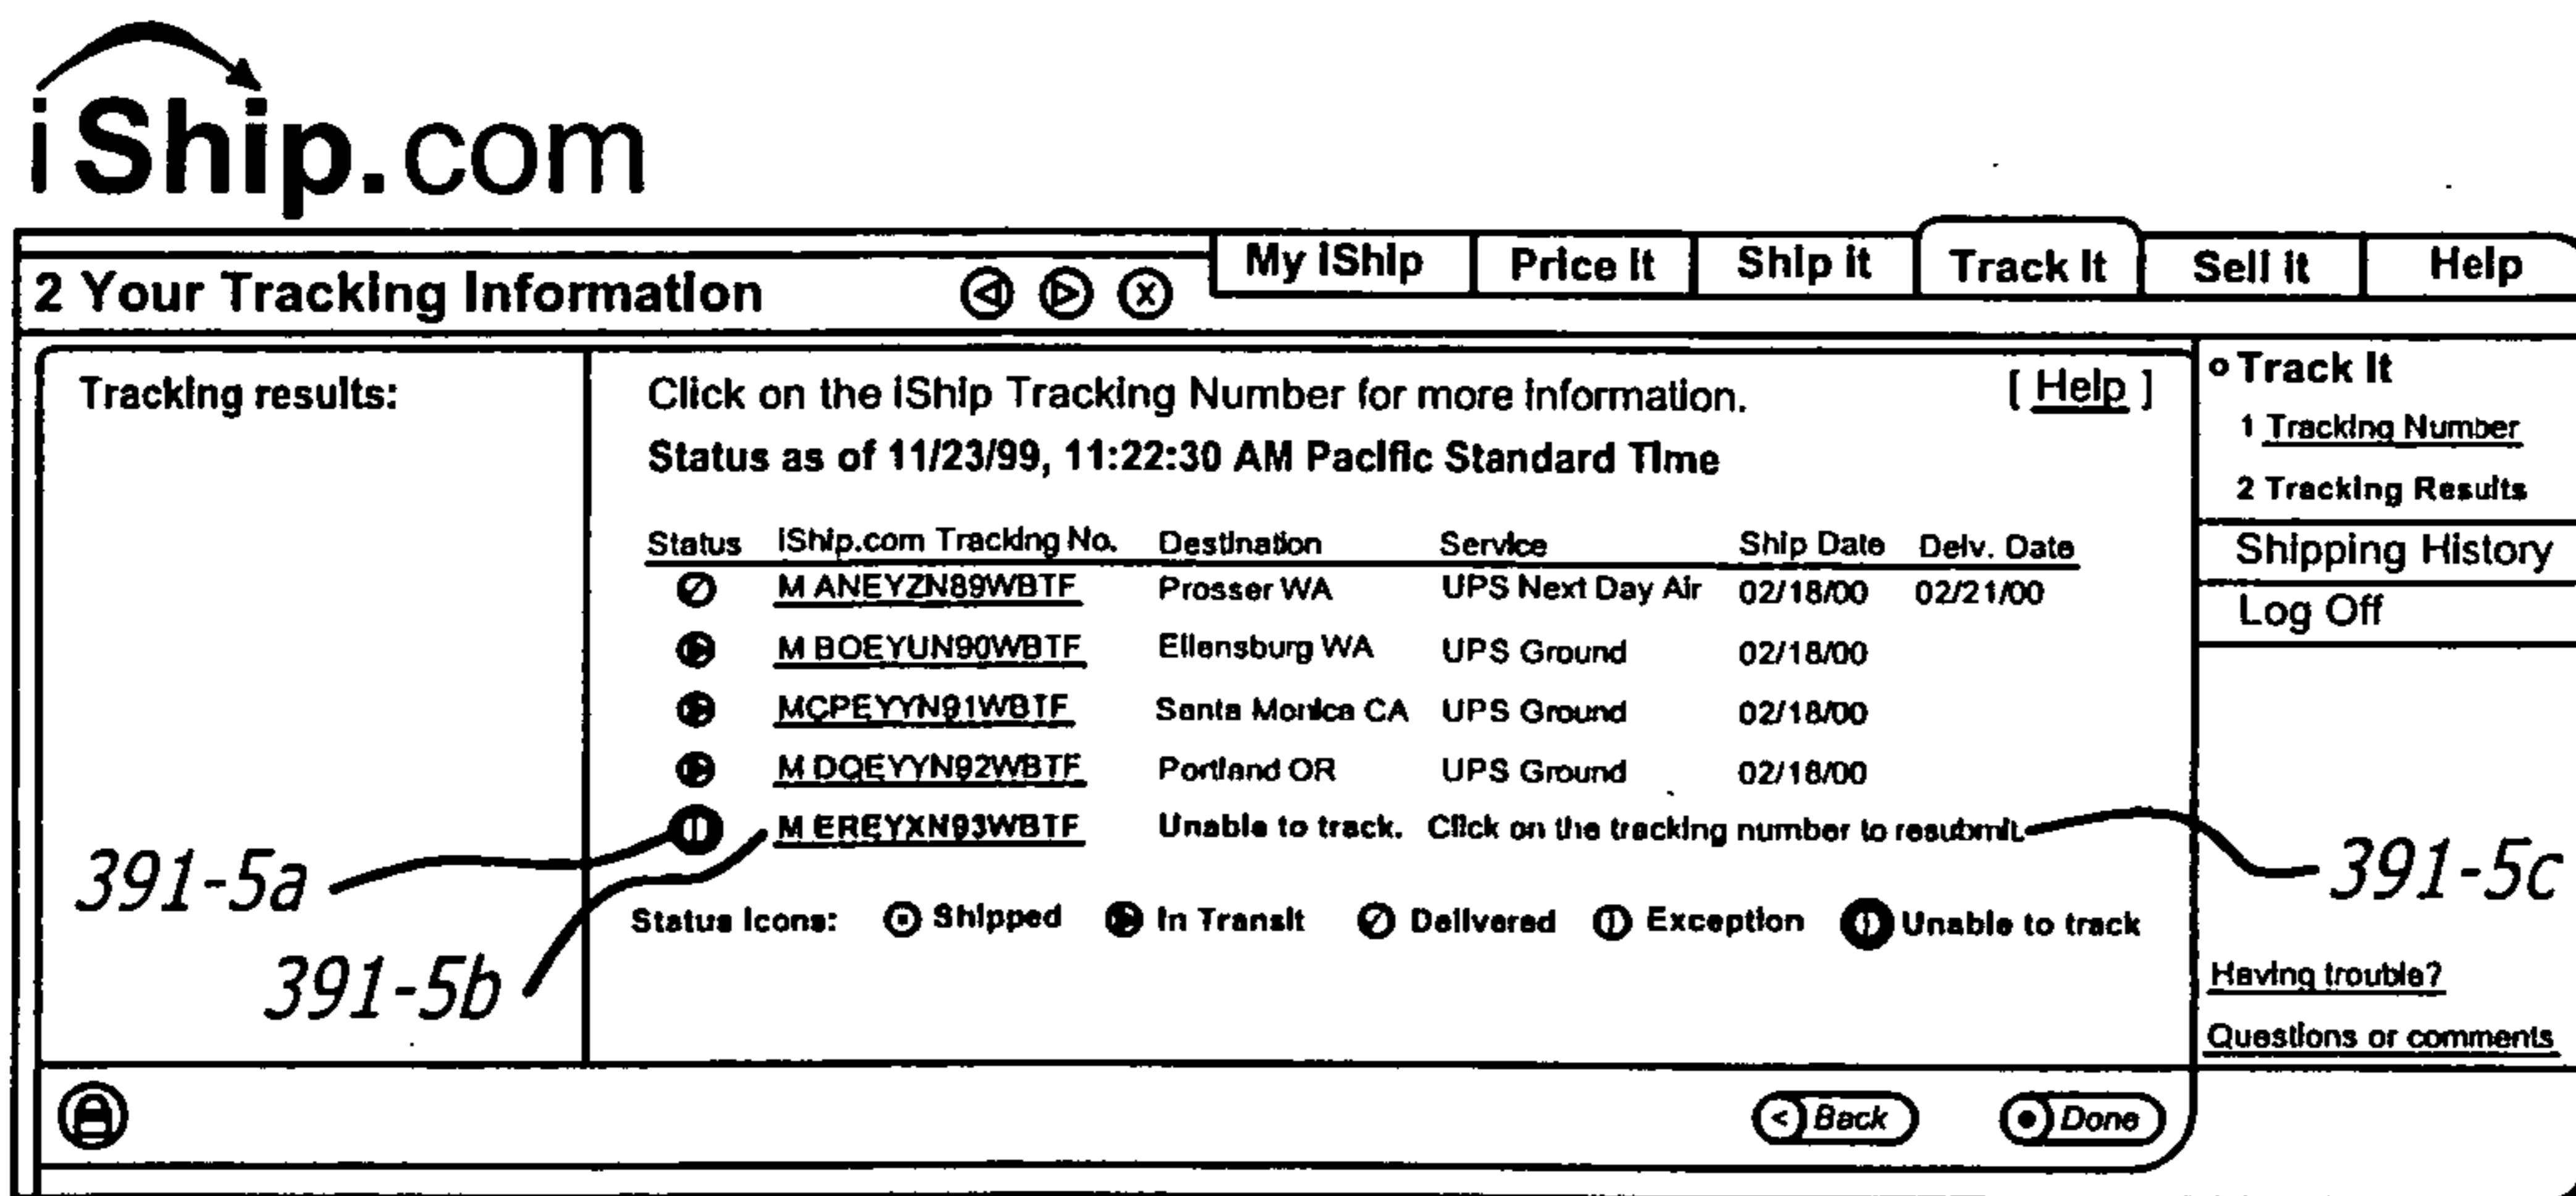 iShip.com
My iShip Price It Ship it Track It Sell it Help
2 Your Tracking Information
Tracking results:
Click on the iShip Tracking Number for more information. [ Help ]
Status as of 11/23/99, 11:22:30 AM Pacific Standard Time
Status iShip.com Tracking No. Destination Service Ship Date Delv. Date
M ANEYZN89WBTF Prosser WA UPS Next Day Air 02/18/00 02/21/00
M BOEYUN90WBTF Ellensburg WA UPS Ground 02/18/00
MCPEYYN91WBTF Santa Monica CA UPS Ground 02/18/00
M DQEYYN92WBTF Portland OR UPS Ground 02/18/00
M EREYXN93WBTF Unable to track. Click on the tracking number to resubmit.
391-5a
391-5b
391-5c
Status Icons: Shipped In Transit Delivered Exception Unable to track
Track It
1 Tracking Number
2 Tracking Results
Shipping History
Log Off
Having trouble?
Questions or comments
< Back Done